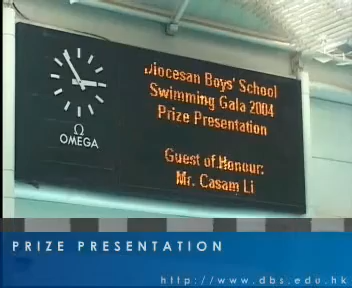 Diocesan Boys' School
Swimming Gala 2004
Prize Presentation
Guest of Honour:
Mr. Casam Li
Ω
OMEGA
PRIZE PRESENTATION
http://www.dbs.edu.hk